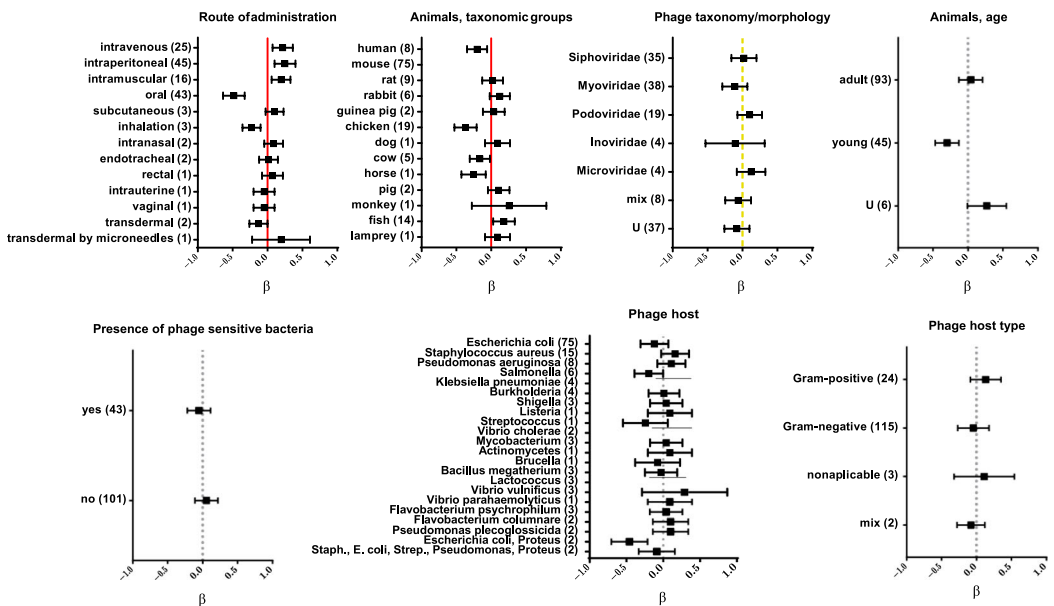 Route of administration
intravenous (25)
intraperitoneal (45)
intramuscular (16)
oral (43)
subcutaneous (3)
inhalation (3)
intranasal (2)
endotracheal (2)
rectal (1)
intrauterine (1)
vaginal (1)
transdermal (2)
transdermal by microneedles (1)
-1.0
-0.5
0.0
0.5
1.0
β
Animals, taxonomic groups
human (8)
mouse (75)
rat (9)
rabbit (6)
guinea pig (2)
chicken (19)
dog (1)
cow (5)
horse (1)
pig (2)
monkey (1)
fish (14)
lamprey (1)
-1.0
-0.5
0.0
0.5
1.0
β
Phage taxonomy/morphology
Siphoviridae (35)
Myoviridae (38)
Podoviridae (19)
Inoviridae (4)
Microviridae (4)
mix (8)
U (37)
-1.0
-0.5
0.0
0.5
1.0
β
Animals, age
adult (93)
young (45)
U (6)
-1.0
-0.5
0.0
0.5
1.0
β
Presence of phage sensitive bacteria
yes (43)
no (101)
-1.0
-0.5
0.0
0.5
1.0
β
Phage host
Escherichia coli (75)
Staphylococcus aureus (15)
Pseudomonas aeruginosa (8)
Salmonella (6)
Klebsiella pneumoniae (4)
Burkholderia (4)
Shigella (3)
Listeria (1)
Streptococcus (1)
Vibrio cholerae (2)
Mycobacterium (3)
Actinomycetes (1)
Brucella (1)
Bacillus megatherium (3)
Lactococcus (3)
Vibrio vulnificus (3)
Vibrio parahaemolyticus (1)
Flavobacterium psychrophilum (3)
Flavobacterium columnare (2)
Pseudomonas plecoglossicida (2)
Escherichia coli, Proteus (2)
Staph., E. coli, Strep., Pseudomonas, Proteus (2)
-1.0
-0.5
0.0
0.5
1.0
β
Phage host type
Gram-positive (24)
Gram-negative (115)
nonaplicable (3)
mix (2)
-1.0
-0.5
0.0
0.5
1.0
β